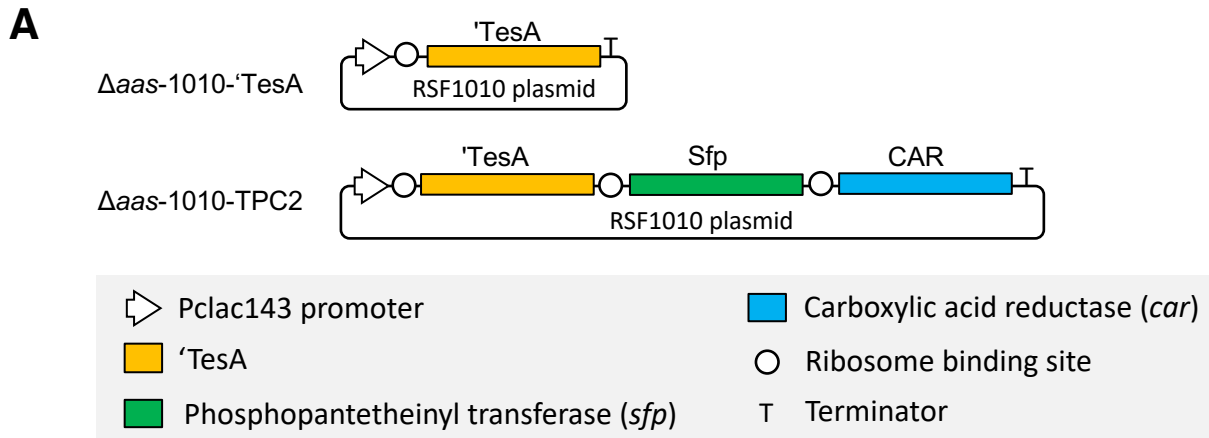 A
'TesA
T
Δaas-1010-‘TesA
RSF1010 plasmid
'TesA
Sfp
CAR
T
Δaas-1010-TPC2
RSF1010 plasmid
Pclac143 promoter
Carboxylic acid reductase (car)
‘TesA
Ribosome binding site
Phosphopantetheinyl transferase (sfp)
T Terminator